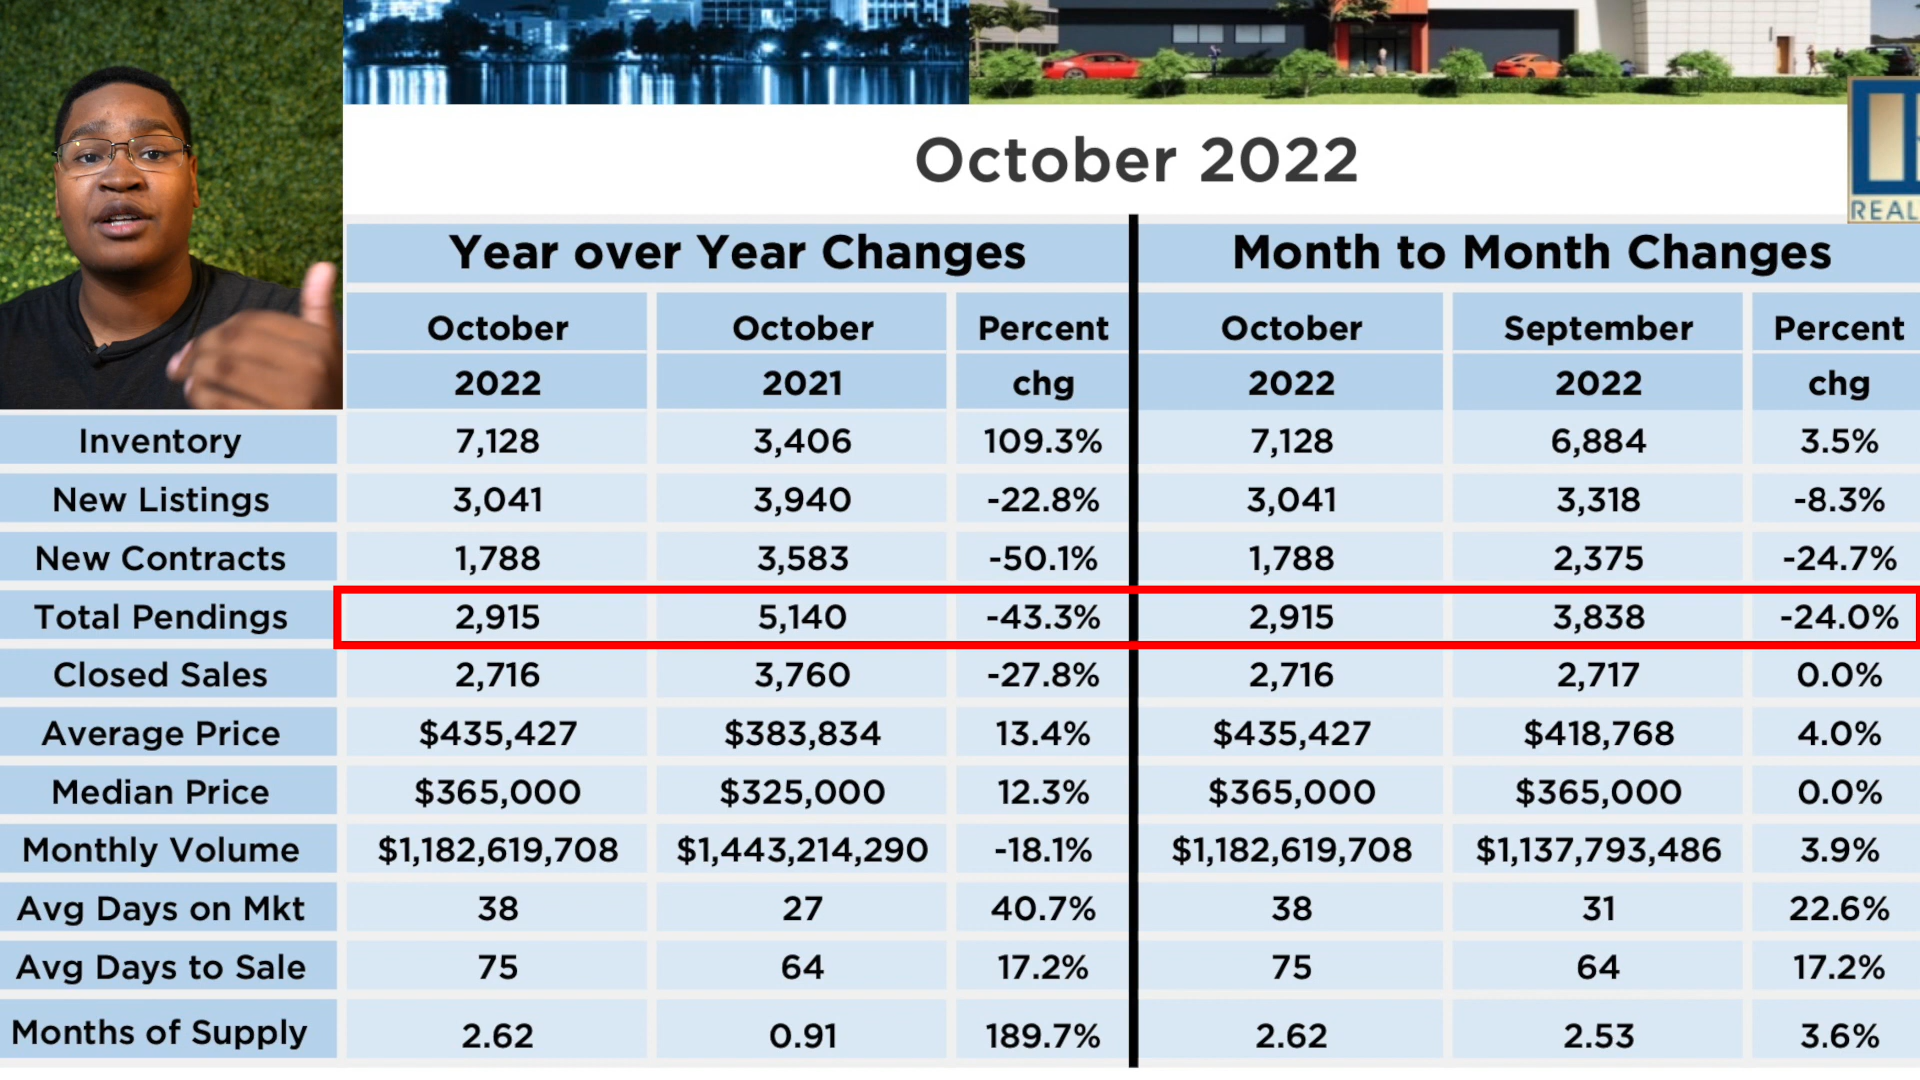 October 2022
REAL
Year over Year Changes Month to Month Changes
October October Percent October September Percent
2022 2021 chg 2022 2022 chg
Inventory 7,128 3,406 109.3% 7,128 6,884 3.5%
New Listings 3,041 3,940 -22.8% 3,041 3,318 -8.3%
New Contracts 1,788 3,583 -50.1% 1,788 2,375 -24.7%
Total Pendings 2,915 5,140 -43.3% 2,915 3,838 -24.0%
Closed Sales 2,716 3,760 -27.8% 2,716 2,717 0.0%
Average Price $435,427 $383,834 13.4% $435,427 $418,768 4.0%
Median Price $365,000 $325,000 12.3% $365,000 $365,000 0.0%
Monthly Volume $1,182,619,708 $1,443,214,290 -18.1% $1,182,619,708 $1,137,793,486 3.9%
Avg Days on Mkt 38 27 40.7% 38 31 22.6%
Avg Days to Sale 75 64 17.2% 75 64 17.2%
Months of Supply 2.62 0.91 189.7% 2.62 2.53 3.6%